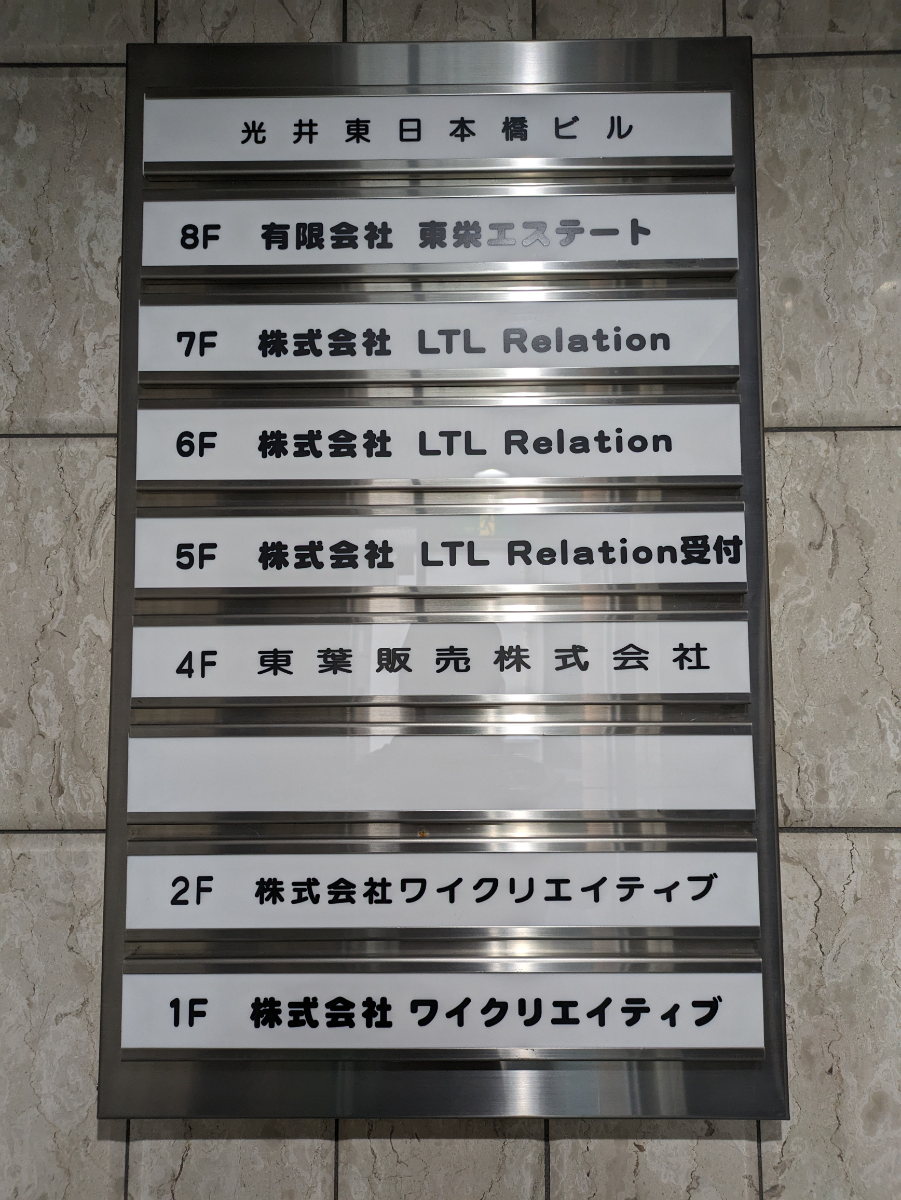 光井東日本橋ビル
8F 有限会社 東栄エステート
7F 株式会社 LTL Relation
6F 株式会社 LTL Relation
5F 株式会社 LTL Relation受付
4F 東葉販売株式会社
2F 株式会社ワイクリエイティブ
1F 株式会社 ワイクリエイティブ